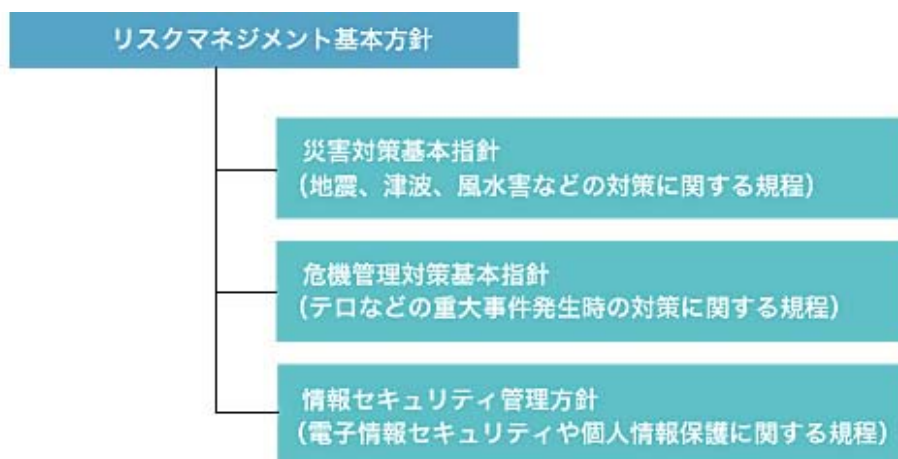 リスクマネジメント基本方針
災害対策基本指針
（地震、津波、風水害などの対策に関する規程）
危機管理対策基本指針
（テロなどの重大事件発生時の対策に関する規程）
情報セキュリティ管理方針
（電子情報セキュリティや個人情報保護に関する規程）